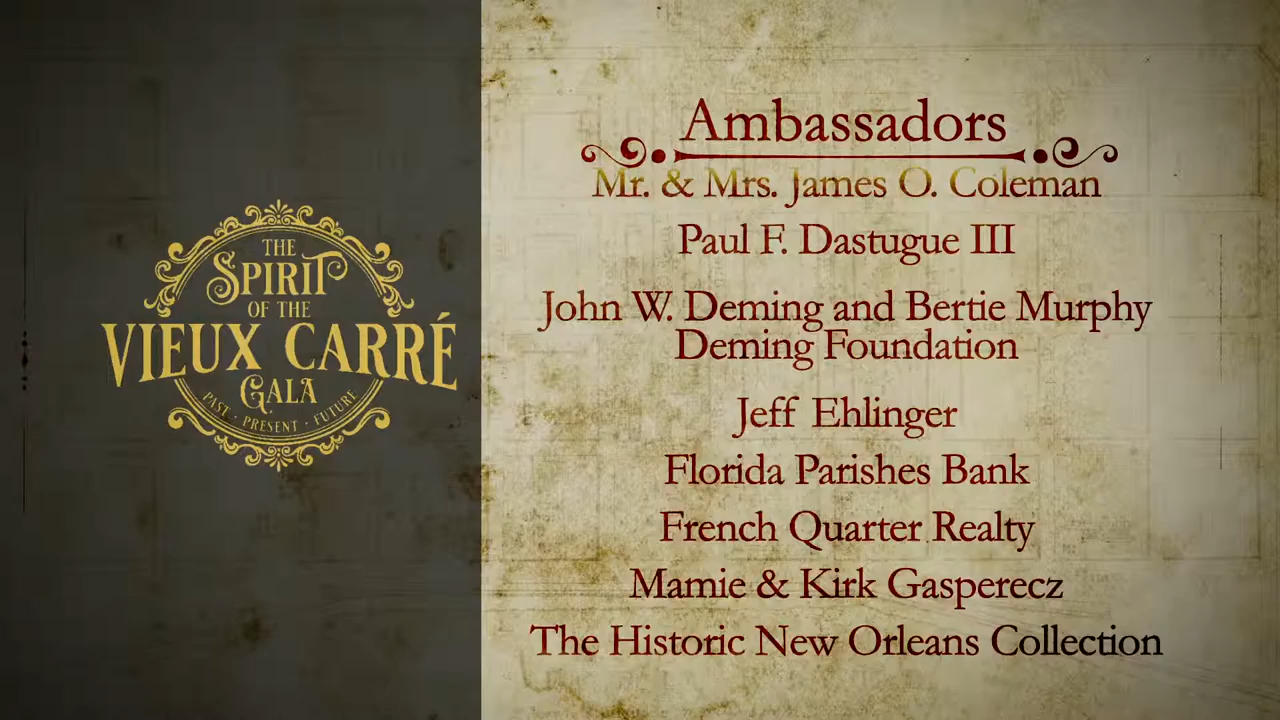 THE
SPIRIT
OF THE
VIEUX CARRÉ
GALA
PAST · PRESENT · FUTURE
Ambassadors
Mr. & Mrs. James O. Coleman
Paul F. Dastugue III
John W. Deming and Bertie Murphy
Deming Foundation
Jeff Ehlinger
Florida Parishes Bank
French Quarter Realty
Mamie & Kirk Gasperecz
The Historic New Orleans Collection